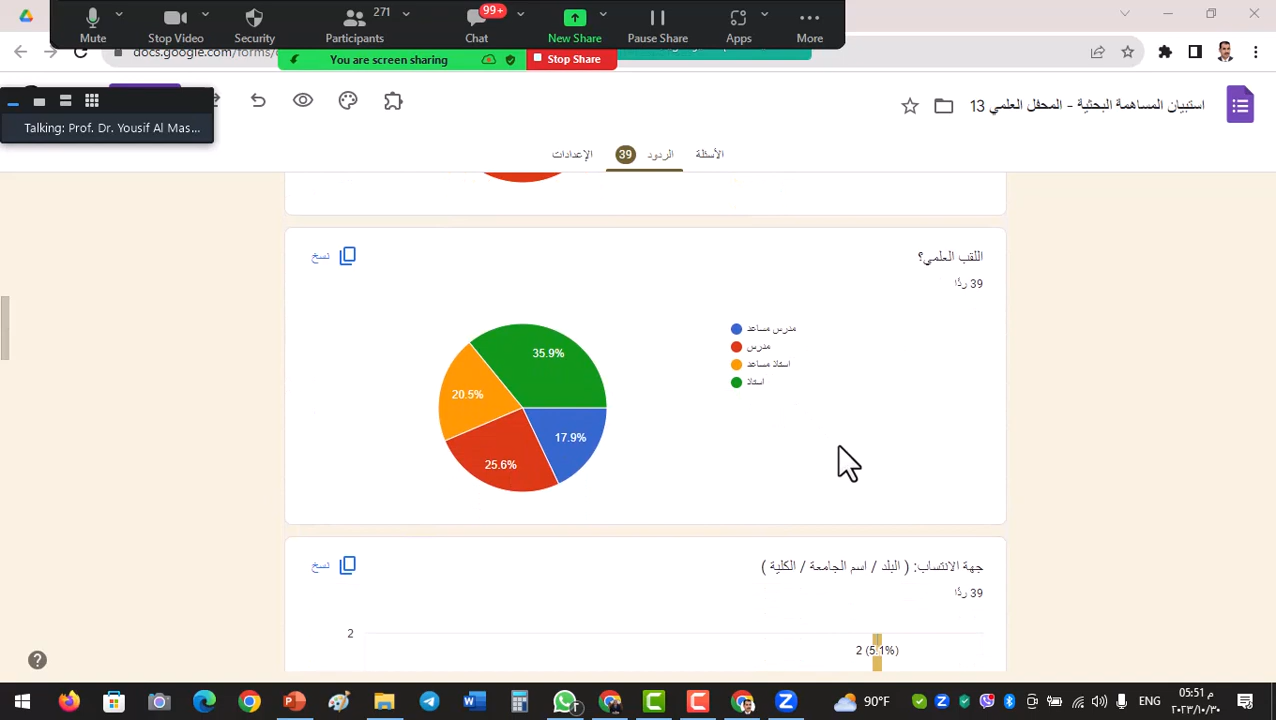 Mute
Stop Video
Security
Participants
271
Chat
99+
New Share
Pause Share
Apps
More
docs.google.com/forms/
You are screen sharing
Stop Share
Talking: Prof. Dr. Yousif Al Mas...
استبيان المساهمة البحثية - المحفل العلمي 13
الأسئلة
الردود
39
الإعدادات
اللقب العلمي؟
39 ردًا
نسخ
مدرس مساعد
مدرس
استاذ مساعد
استاذ
35.9%
20.5%
17.9%
25.6%
جهة الانتساب: ( البلد / اسم الجامعة / الكلية )
39 ردًا
نسخ
2
2 (5.1%)
90°F
ENG
05:51 م
٢٠٢٣/١٠/٣٠